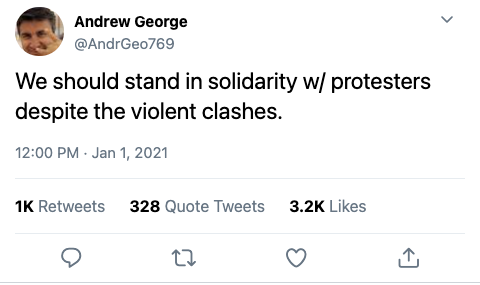 Andrew George
@AndrGeo769
We should stand in solidarity w/ protesters
despite the violent clashes.
12:00 PM · Jan 1, 2021
1K Retweets 328 Quote Tweets 3.2K Likes